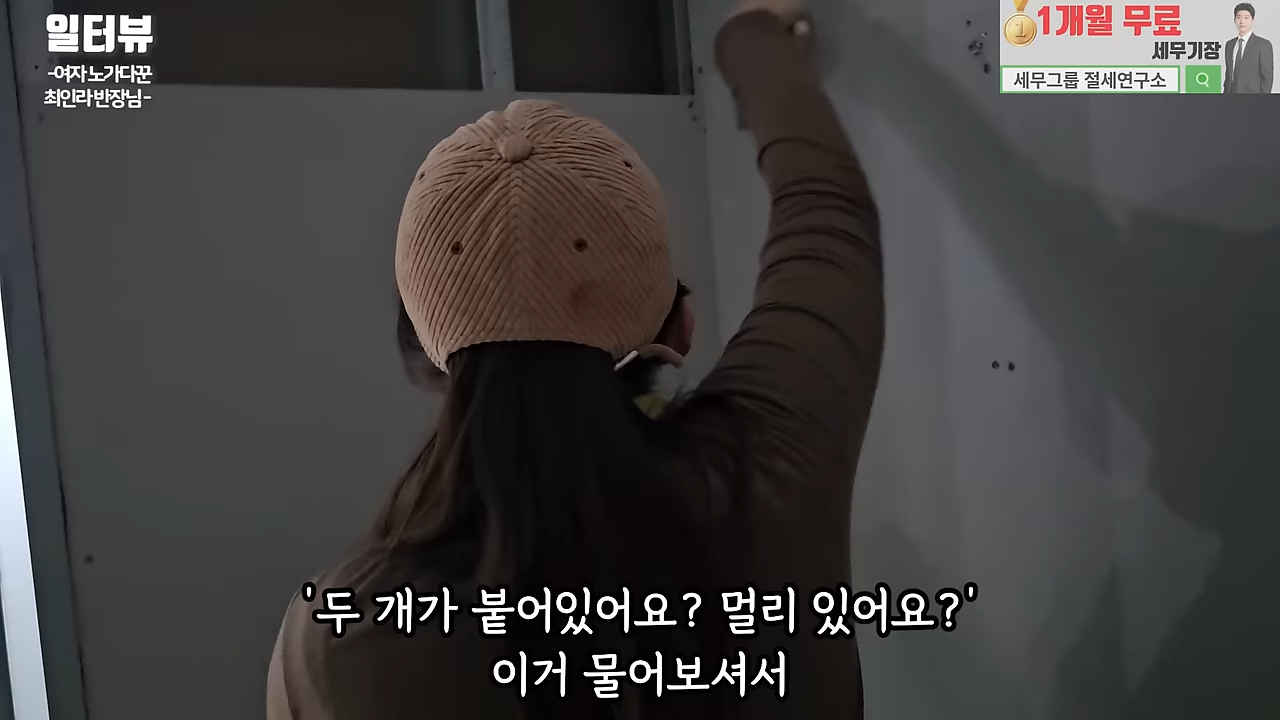 일터뷰
-여자 노가다꾼
최인라 반장님-
1개월 무료
세무기장
세무그룹 절세연구소
'두 개가 붙어있어요? 멀리 있어요?'
이거 물어보셔서